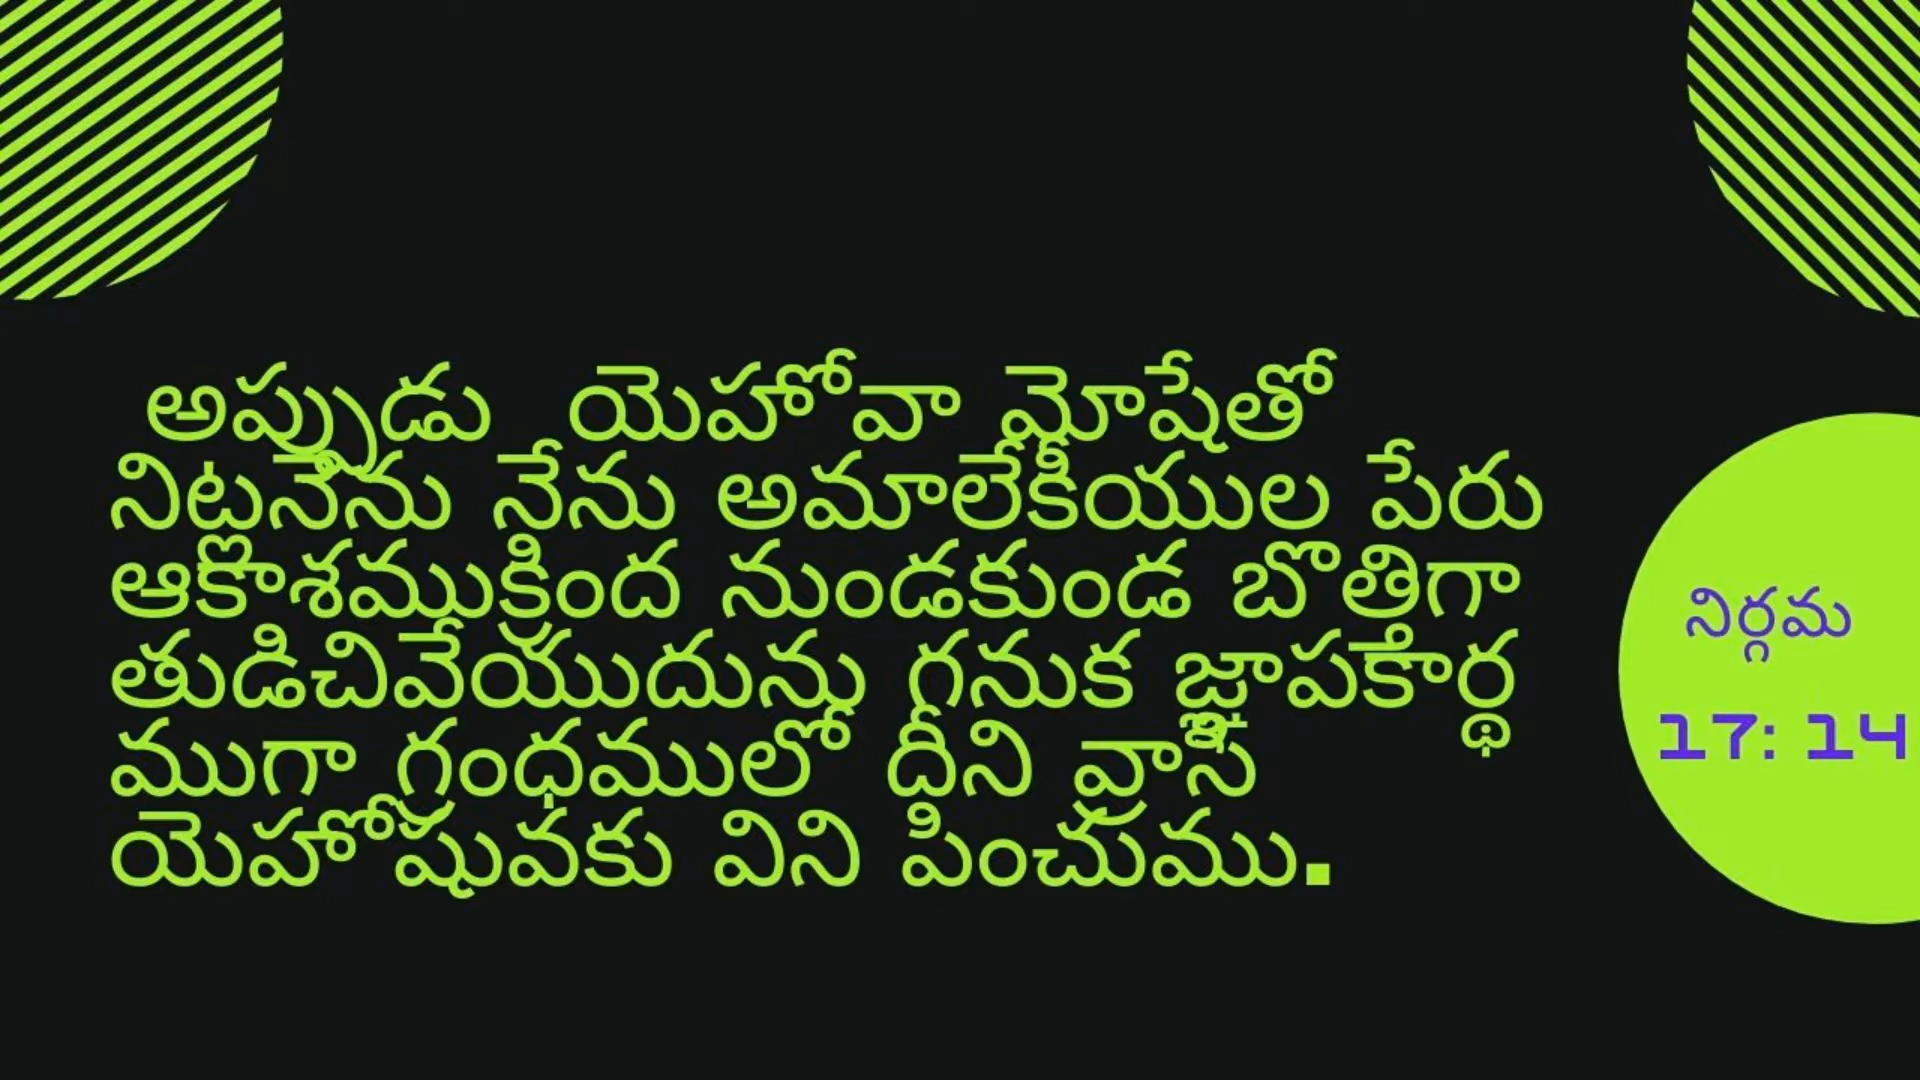 అప్పుడు యెహోవా మోషేతో
నిట్లనెను నేను అమాలేకీయుల పేరు
ఆకాశముక్రింద నుండకుండ బొత్తిగా
తుడిచివేయుదును గనుక జ్ఞాపకార్థ
ముగా గ్రంథములో దీని వ్రాసి
యెహోషువకు విని పించుము.
నిర్గమ
17: 14